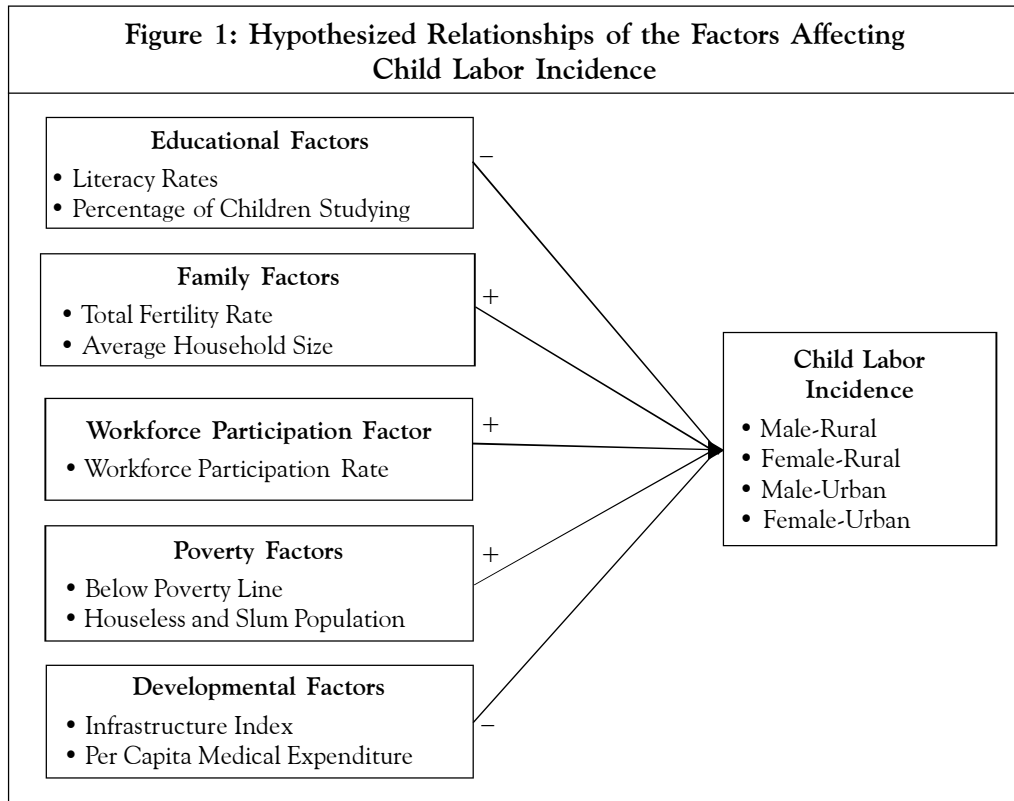 Figure 1: Hypothesized Relationships of the Factors Affecting
Child Labor Incidence
Educational Factors
• Literacy Rates
• Percentage of Children Studying
−
Family Factors
• Total Fertility Rate
• Average Household Size
+
Workforce Participation Factor
• Workforce Participation Rate
+
Poverty Factors
• Below Poverty Line
• Houseless and Slum Population
+
Developmental Factors
• Infrastructure Index
• Per Capita Medical Expenditure
−
Child Labor
Incidence
• Male-Rural
• Female-Rural
• Male-Urban
• Female-Urban